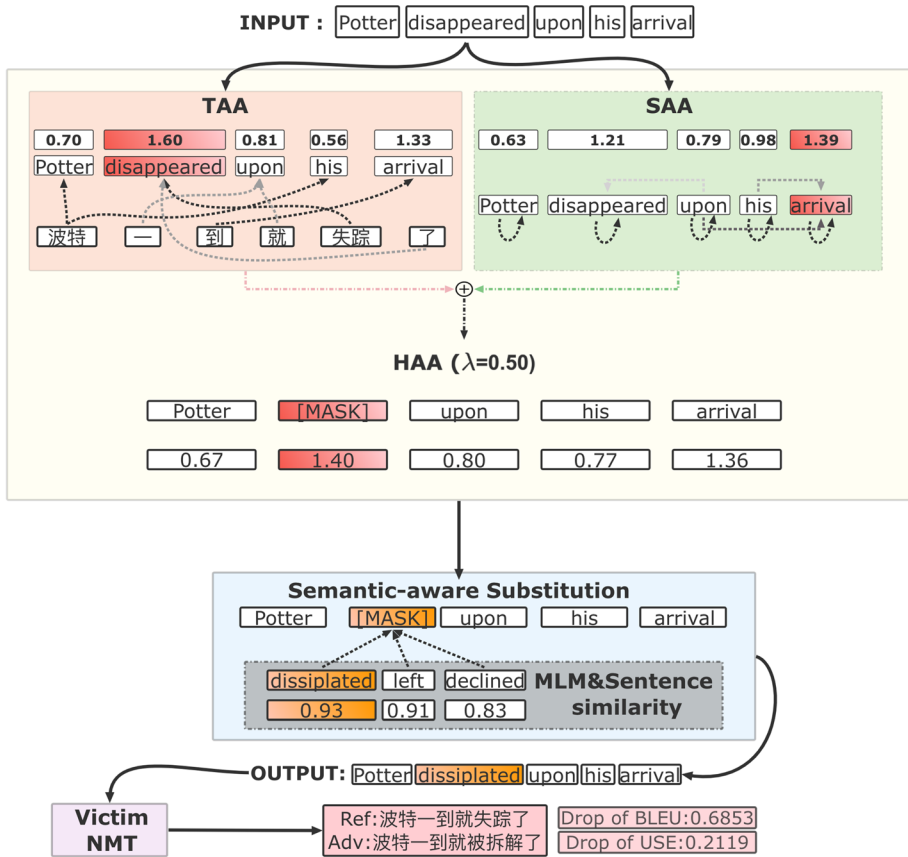 INPUT : Potter disappeared upon his arrival
TAA
0.70 1.60 0.81 0.56 1.33
Potter disappeared upon his arrival
波特 一 到 就 失踪 了
SAA
0.63 1.21 0.79 0.98 1.39
Potter disappeared upon his arrival
HAA (λ=0.50)
Potter [MASK] upon his arrival
0.67 1.40 0.80 0.77 1.36
Semantic-aware Substitution
Potter [MASK] upon his arrival
dissiplated left declined
0.93 0.91 0.83
MLM&Sentence
similarity
OUTPUT: Potter dissiplated upon his arrival
Victim
NMT
Ref:波特一到就失踪了
Adv:波特一到就被拆解了
Drop of BLEU:0.6853
Drop of USE:0.2119